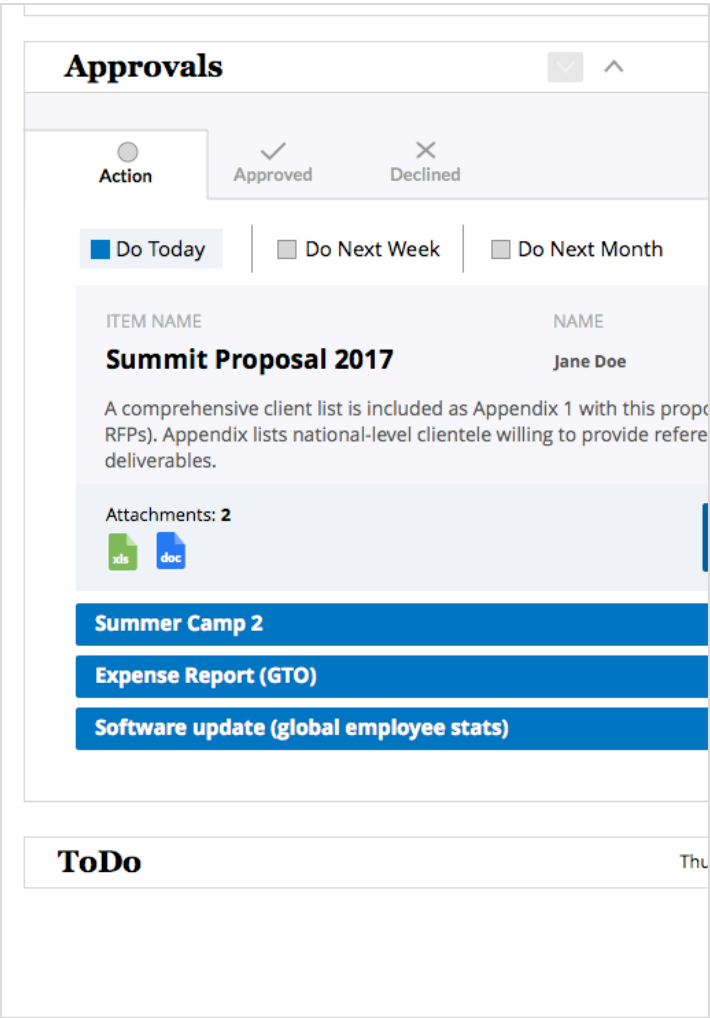 Approvals
Action
Approved
Declined
Do Today
Do Next Week
Do Next Month
ITEM NAME
NAME
Summit Proposal 2017
Jane Doe
A comprehensive client list is included as Appendix 1 with this propo
RFPs). Appendix lists national-level clientele willing to provide refere
deliverables.
Attachments: 2
xls
doc
Summer Camp 2
Expense Report (GTO)
Software update (global employee stats)
ToDo
Thu